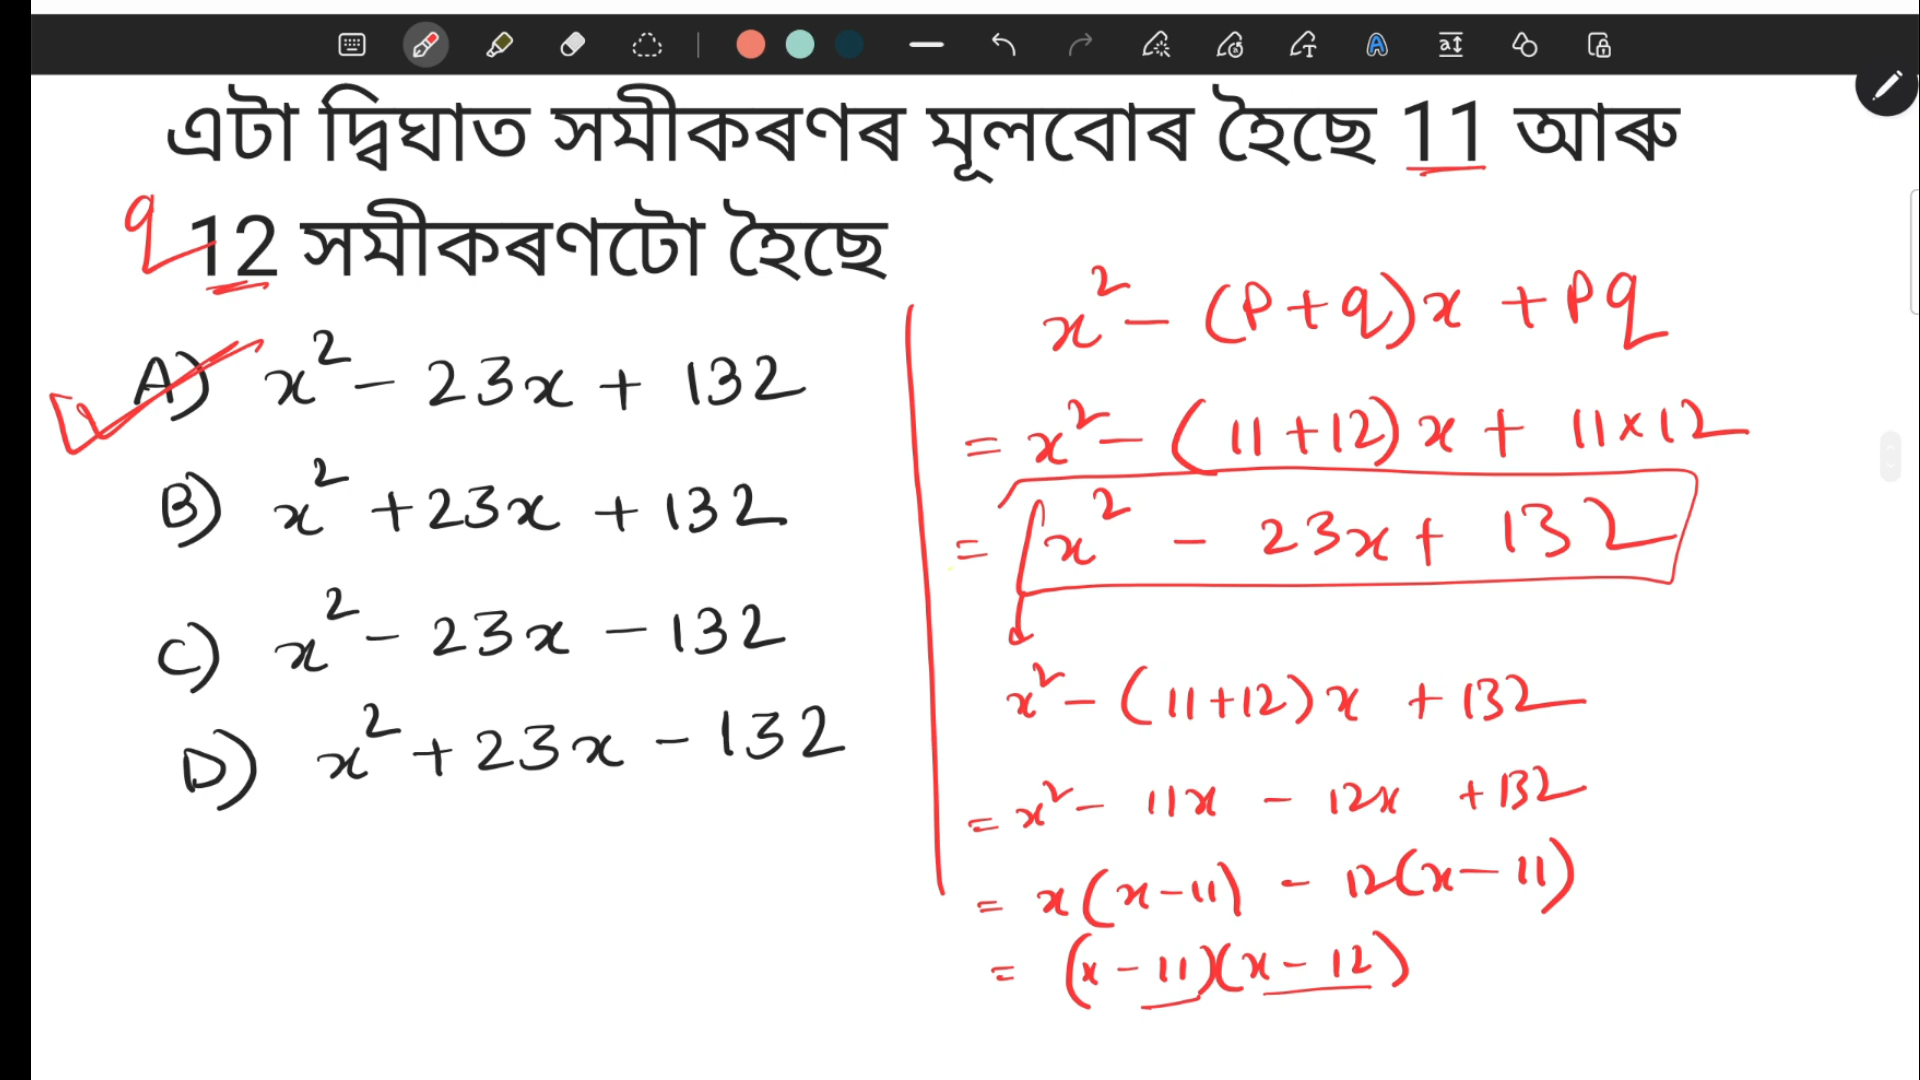 এটা দ্বিঘাত সমীকৰণৰ মূলবোৰ হৈছে 11 আৰু
q 12 সমীকৰণটো হৈছে
A) x² - 23x + 132
B) x² + 23x + 132
C) x² - 23x - 132
D) x² + 23x - 132
x² - (P+q)x + Pq
= x² - (11+12)x + 11×12
= x² - 23x + 132
x² - (11+12)x + 132
= x² - 11x - 12x + 132
= x(x-11) - 12(x-11)
= (x-11)(x-12)